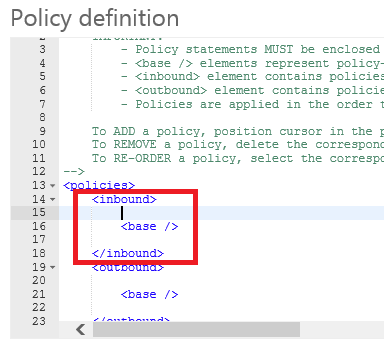 Policy definition
3 - Policy statements MUST be enclosed
4 - <base /> elements represent policy-
5 - <inbound> element contains policies
6 - <outbound> element contains policie
7 - Policies are applied in the order t
8
9 To ADD a policy, position cursor in the p
10 To REMOVE a policy, delete the correspond
11 To RE-ORDER a policy, select the correspo
12 -->
13 <policies>
14 <inbound>
15
16 <base />
17
18 </inbound>
19 <outbound>
20
21 <base />
22
23 </outbound>